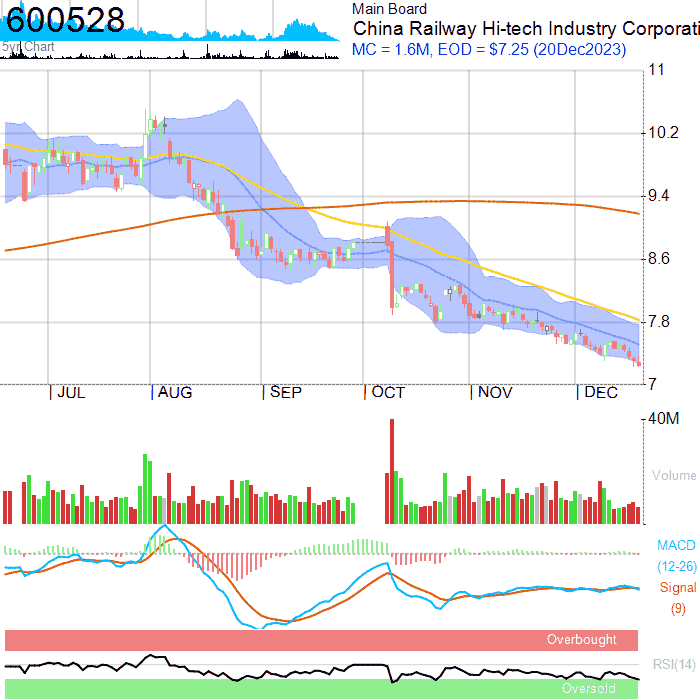 600528
5yr Chart
Main Board
China Railway Hi-tech Industry Corporati
MC = 1.6M, EOD = $7.25 (20Dec2023)
11
10.2
9.4
8.6
7.8
7
JUL AUG SEP OCT NOV DEC
40M
Volume
MACD
(12-26)
Signal
(9)
Overbought
RSI(14)
Oversold